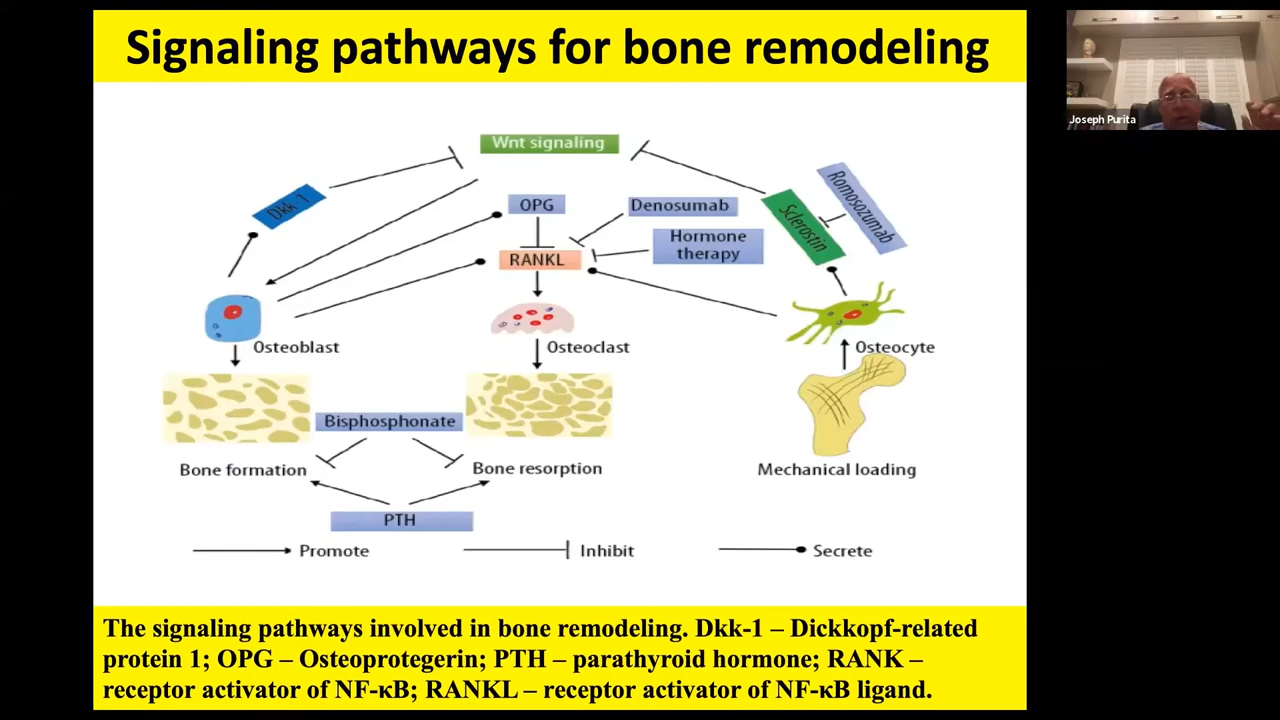 Signaling pathways for bone remodeling
Joseph Purita
Wnt signaling
Dkk-1
OPG
Denosumab
Sclerostin
Romosozumab
RANKL
Hormone
therapy
Osteoblast
Osteoclast
Osteocyte
Bisphosphonate
Bone formation
Bone resorption
Mechanical loading
PTH
Promote
Inhibit
Secrete
The signaling pathways involved in bone remodeling. Dkk-1 – Dickkopf-related
protein 1; OPG – Osteoprotegerin; PTH – parathyroid hormone; RANK –
receptor activator of NF-κB; RANKL – receptor activator of NF-κB ligand.